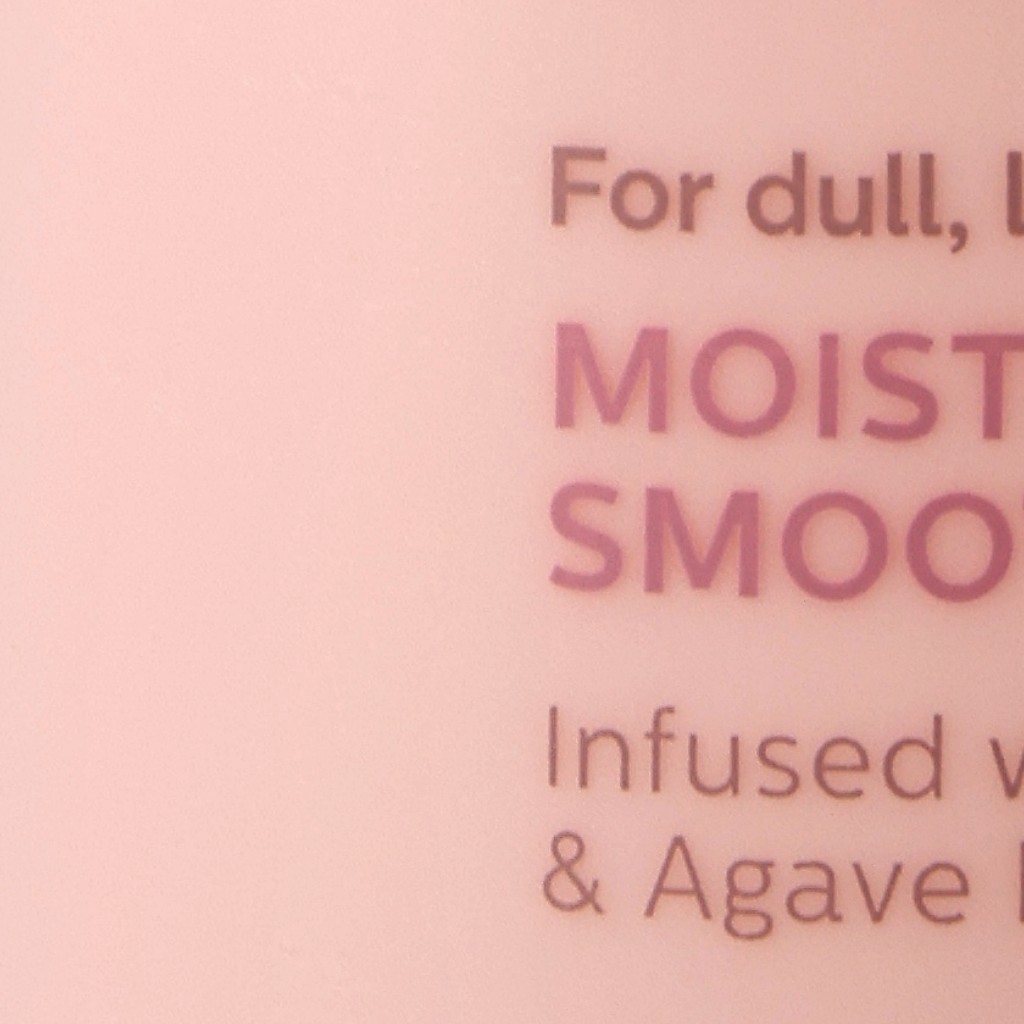 For dull,
MOIST
SMOO
Infused
& Agave